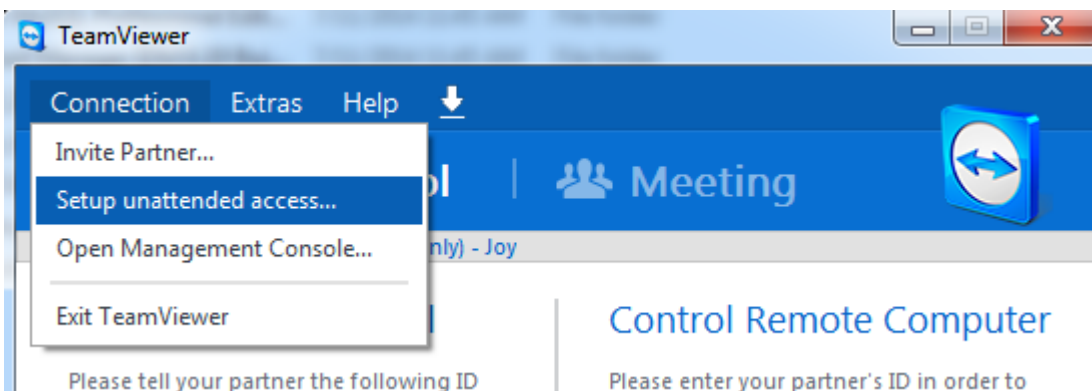 TeamViewer
Connection Extras Help
Invite Partner...
Setup unattended access...
Meeting
Open Management Console...
nly) - Joy
Exit TeamViewer
Control Remote Computer
Please tell your partner the following ID
Please enter your partner's ID in order to